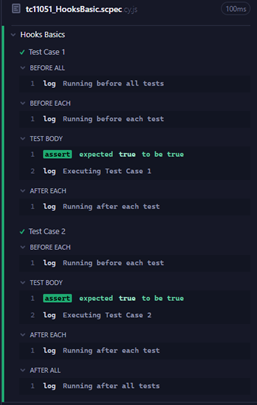 tc11051_HooksBasic.scpec.cy.js 100ms
Hooks Basics
Test Case 1
BEFORE ALL
1 log Running before all tests
BEFORE EACH
1 log Running before each test
TEST BODY
1 assert expected true to be true
2 log Executing Test Case 1
AFTER EACH
1 log Running after each test
Test Case 2
BEFORE EACH
1 log Running before each test
TEST BODY
1 assert expected true to be true
2 log Executing Test Case 2
AFTER EACH
1 log Running after each test
AFTER ALL
1 log Running after all tests